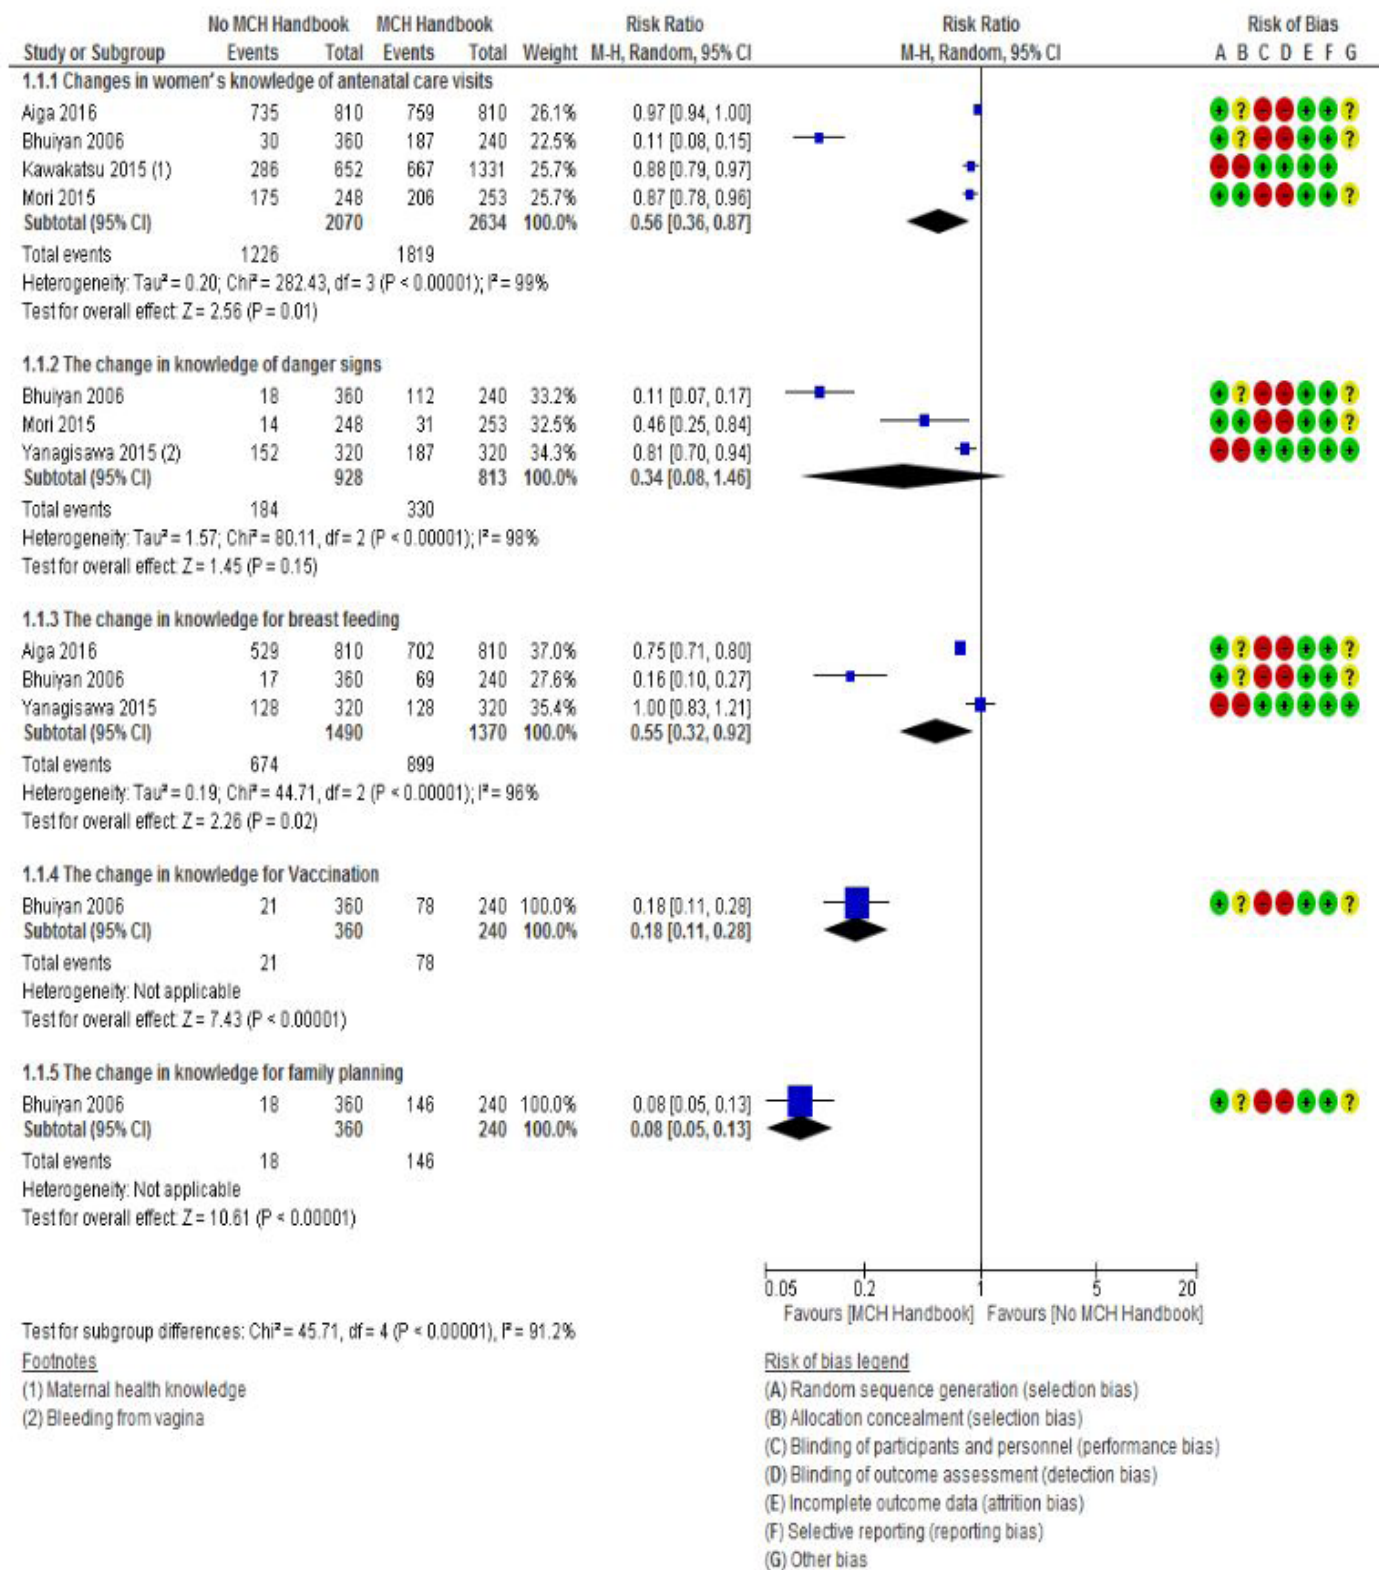 No MCH Handbook MCH Handbook Risk Ratio Risk Ratio Risk of Bias
Study or Subgroup Events Total Events Total Weight M-H, Random, 95% CI M-H, Random, 95% CI A B C D E F G
1.1.1 Changes in women's knowledge of antenatal care visits
Aiga 2016 735 810 759 810 26.1% 0.97 [0.94, 1.00] + ? - - + + ?
Bhuiyan 2006 30 360 187 240 22.5% 0.11 [0.08, 0.15] + ? - - + + ?
Kawakatsu 2015 (1) 286 652 667 1331 25.7% 0.88 [0.79, 0.97] - - + + + +
Mori 2015 175 248 206 253 25.7% 0.87 [0.78, 0.96] + + - - + + ?
Subtotal (95% CI) 2070 2634 100.0% 0.56 [0.36, 0.87]
Total events 1226 1819
Heterogeneity: Tau² = 0.20; Chi² = 282.43, df = 3 (P < 0.00001); I² = 99%
Test for overall effect: Z = 2.56 (P = 0.01)
1.1.2 The change in knowledge of danger signs
Bhuiyan 2006 18 360 112 240 33.2% 0.11 [0.07, 0.17] + ? - - + + ?
Mori 2015 14 248 31 253 32.5% 0.46 [0.25, 0.84] + + - - + + ?
Yanagisawa 2015 (2) 152 320 187 320 34.3% 0.81 [0.70, 0.94] - - + + + + +
Subtotal (95% CI) 928 813 100.0% 0.34 [0.08, 1.46]
Total events 184 330
Heterogeneity: Tau² = 1.57; Chi² = 80.11, df = 2 (P < 0.00001); I² = 98%
Test for overall effect: Z = 1.45 (P = 0.15)
1.1.3 The change in knowledge for breast feeding
Aiga 2016 529 810 702 810 37.0% 0.75 [0.71, 0.80] + ? - - + + ?
Bhuiyan 2006 17 360 69 240 27.6% 0.16 [0.10, 0.27] + ? - - + + ?
Yanagisawa 2015 128 320 128 320 35.4% 1.00 [0.83, 1.21] - - + + + + +
Subtotal (95% CI) 1490 1370 100.0% 0.55 [0.32, 0.92]
Total events 674 899
Heterogeneity: Tau² = 0.19; Chi² = 44.71, df = 2 (P < 0.00001); I² = 96%
Test for overall effect: Z = 2.26 (P = 0.02)
1.1.4 The change in knowledge for Vaccination
Bhuiyan 2006 21 360 78 240 100.0% 0.18 [0.11, 0.28] + ? - - + + ?
Subtotal (95% CI) 360 240 100.0% 0.18 [0.11, 0.28]
Total events 21 78
Heterogeneity: Not applicable
Test for overall effect: Z = 7.43 (P < 0.00001)
1.1.5 The change in knowledge for family planning
Bhuiyan 2006 18 360 146 240 100.0% 0.08 [0.05, 0.13] + ? - - + + ?
Subtotal (95% CI) 360 240 100.0% 0.08 [0.05, 0.13]
Total events 18 146
Heterogeneity: Not applicable
Test for overall effect: Z = 10.61 (P < 0.00001)
0.05 0.2 1 5 20
Favours [MCH Handbook] Favours [No MCH Handbook]
Test for subgroup differences: Chi² = 45.71, df = 4 (P < 0.00001), I² = 91.2%
Footnotes
(1) Maternal health knowledge
(2) Bleeding from vagina
Risk of bias legend
(A) Random sequence generation (selection bias)
(B) Allocation concealment (selection bias)
(C) Blinding of participants and personnel (performance bias)
(D) Blinding of outcome assessment (detection bias)
(E) Incomplete outcome data (attrition bias)
(F) Selective reporting (reporting bias)
(G) Other bias